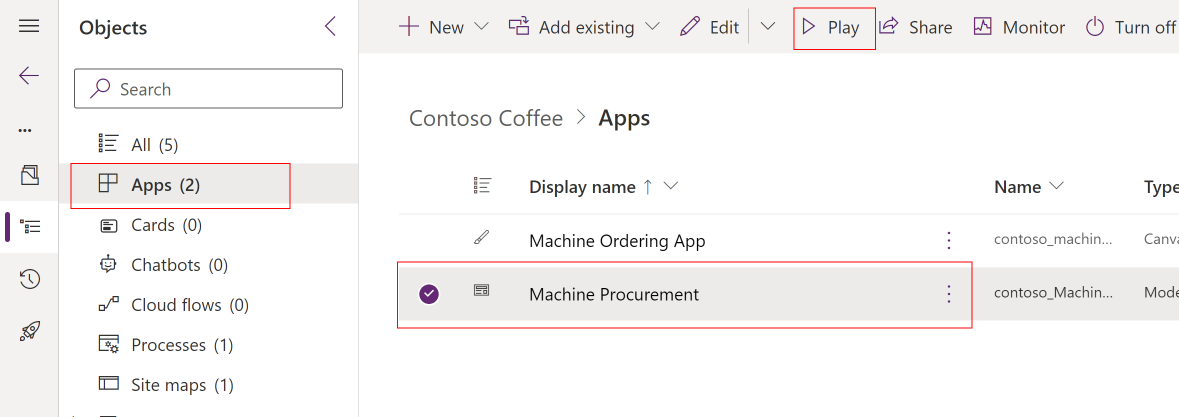 Objects
Search
All (5)
Apps (2)
Cards (0)
Chatbots (0)
Cloud flows (0)
Processes (1)
Site maps (1)
New
Add existing
Edit
Play
Share
Monitor
Turn off
Contoso Coffee > Apps
Display name ↑
Name
Type
Machine Ordering App
contoso_machin...
Canva
Machine Procurement
contoso_Machin...
Mode